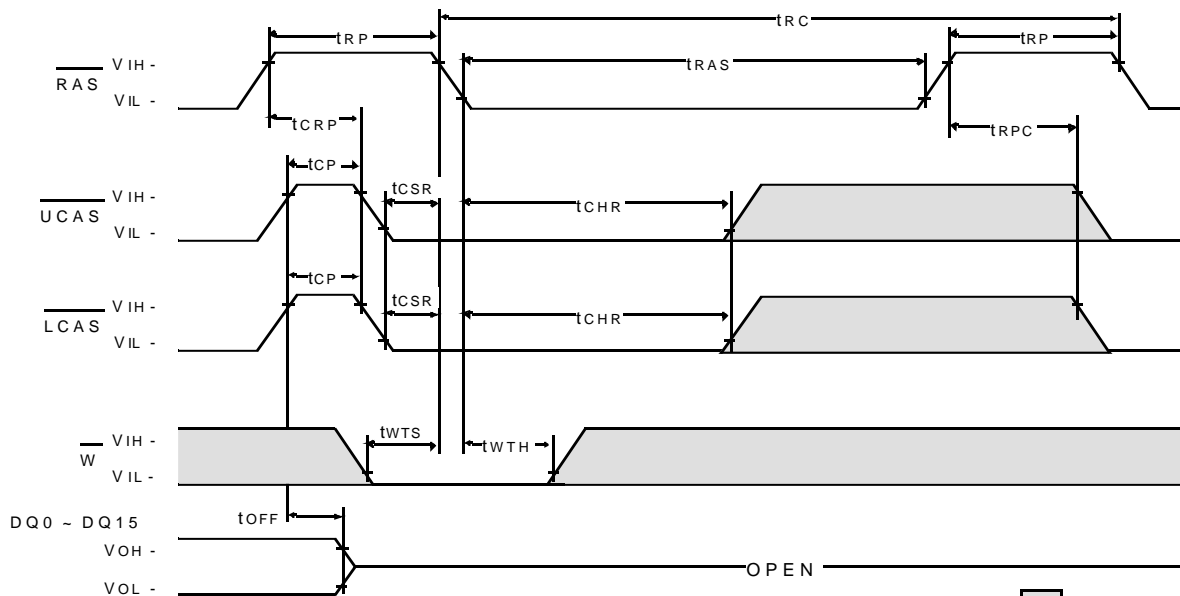 tRC
tRP
tRP
RAS
VIH -
VIL -
tRAS
tCRP
tRPC
tCP
tCSR
UCAS
VIH -
VIL -
tCHR
tCP
tCSR
LCAS
VIH -
VIL -
tCHR
tWTS
tWTH
W
VIH -
VIL -
tOFF
DQ0 ~ DQ15
VOH -
VOL -
OPEN